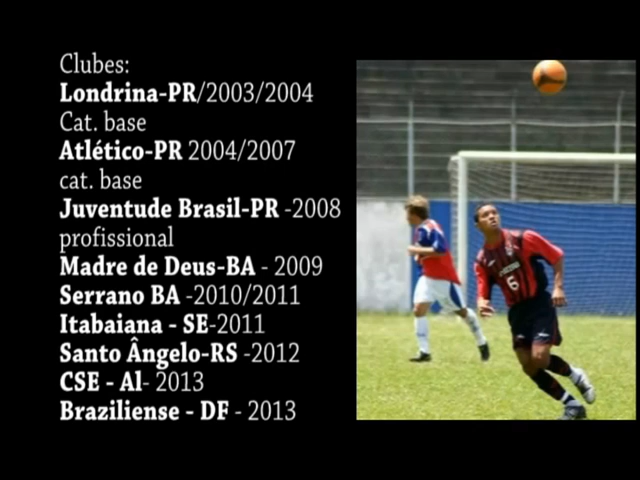 Clubes:
Londrina-PR/2003/2004
Cat. base
Atlético-PR 2004/2007
cat. base
Juventude Brasil-PR -2008
profissional
Madre de Deus-BA - 2009
Serrano BA -2010/2011
Itabaiana - SE-2011
Santo Ângelo-RS -2012
CSE - Al- 2013
Braziliense - DF - 2013
6